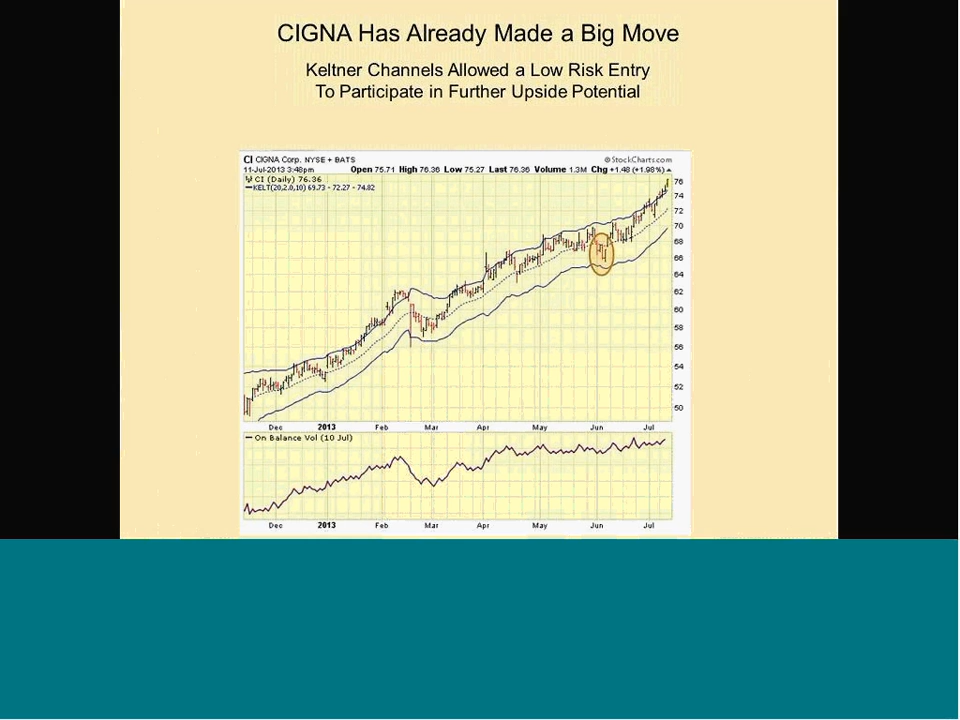 CIGNA Has Already Made a Big Move
Keltner Channels Allowed a Low Risk Entry
To Participate in Further Upside Potential
CI CIGNA Corp. NYSE + BATS © StockCharts.com
11-Jul-2013 3:48pm Open 75.71 High 76.36 Low 75.27 Last 76.36 Volume 1.3M Chg +1.48 (+1.98%)
CI (Daily) 76.36
KELT(20,2.0,10) 69.73 - 72.27 - 74.82
76
74
72
70
68
66
64
62
60
58
56
54
52
50
Dec 2013 Feb Mar Apr May Jun Jul
On Balance Vol (10 Jul)
Dec 2013 Feb Mar Apr May Jun Jul